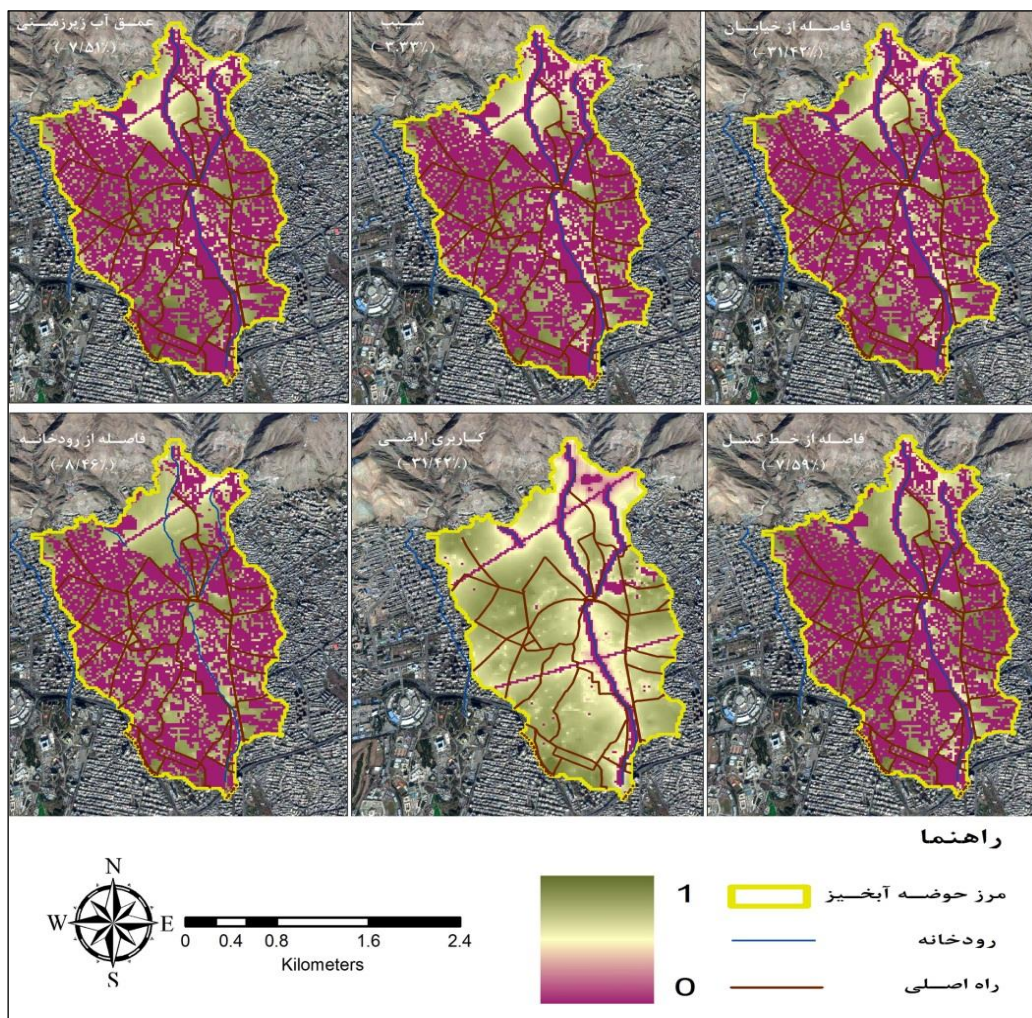 فاصله از خیابان
(-۳۱/۴۲٪)
شیب
(-۳.۳۳٪)
عمق آب زیرزمینی
(-۷/۵۱٪)
فاصله از خط گسل
(-۷/۵۹٪)
کاربری اراضی
(-۳۱/۴۲٪)
فاصله از رودخانه
(-۸/۴۶٪)
راهنما
مرز حوضه آبخیز
رودخانه
راه اصلی
1
0
N
W E
S
0 0.4 0.8 1.6 2.4
Kilometers